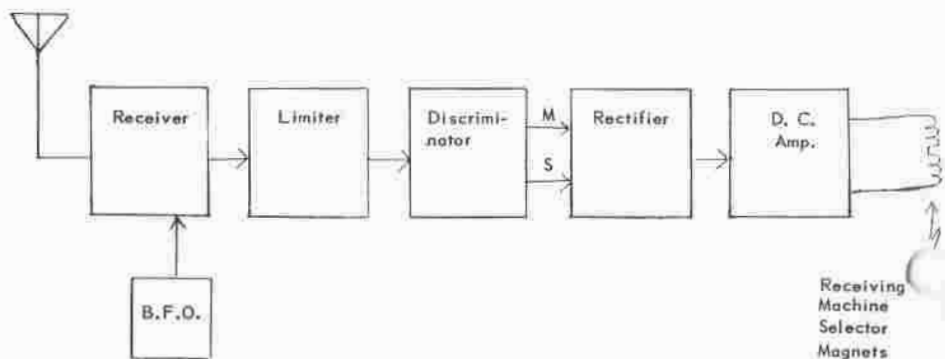 Receiver
Limiter
Discrimi-
nator
M
S
Rectifier
D. C.
Amp.
B.F.O.
Receiving
Machine
Selector
Magnets